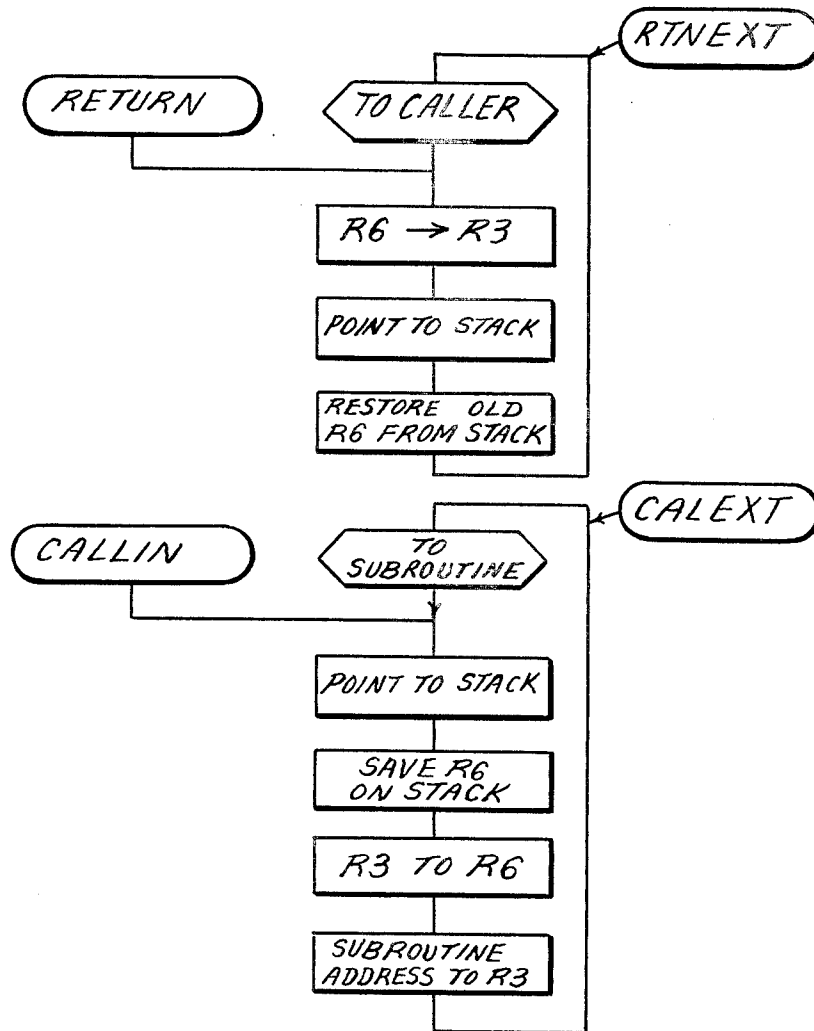 RTNEXT
RETURN
TO CALLER
R6 → R3
POINT TO STACK
RESTORE OLD
R6 FROM STACK
CALEXT
CALLIN
TO
SUBROUTINE
POINT TO STACK
SAVE R6
ON STACK
R3 TO R6
SUBROUTINE
ADDRESS TO R3